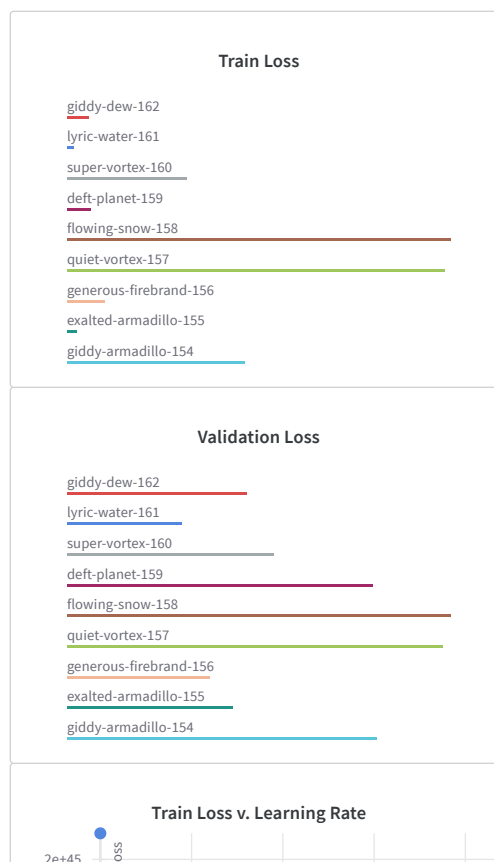 Train Loss
giddy-dew-162
lyric-water-161
super-vortex-160
deft-planet-159
flowing-snow-158
quiet-vortex-157
generous-firebrand-156
exalted-armadillo-155
giddy-armadillo-154
Validation Loss
giddy-dew-162
lyric-water-161
super-vortex-160
deft-planet-159
flowing-snow-158
quiet-vortex-157
generous-firebrand-156
exalted-armadillo-155
giddy-armadillo-154
Train Loss v. Learning Rate
2e+45
oss